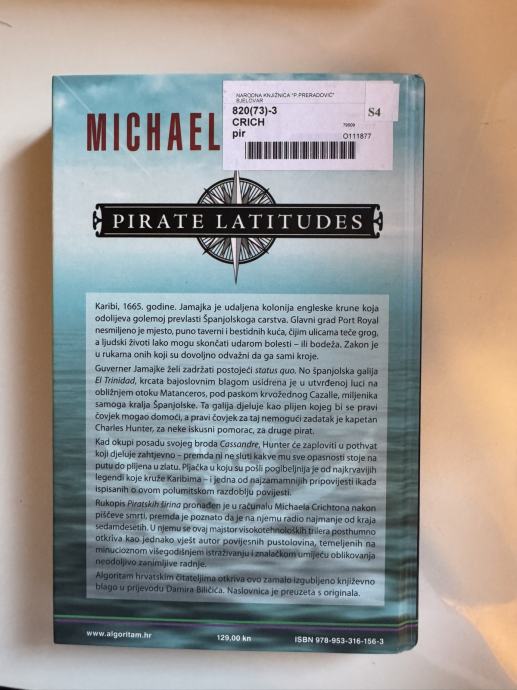 NARODNA KNJIŽNICA "P.PRERADOVIĆ"
BJELOVAR
820(73)-3
CRICH
pir
S4
79809
O111877
MICHAEL
PIRATE LATITUDES
Karibi, 1665. godine. Jamajka je udaljena kolonija engleske krune koja
odolijeva golemoj prevlasti Španjolskoga carstva. Glavni grad Port Royal
nesmiljeno je mjesto, puno taverni i bestidnih kuća, čijim ulicama teče grog,
a ljudski životi lako mogu skončati udarom bolesti – ili bodeža. Zakon je
u rukama onih koji su dovoljno odvažni da ga sami kroje.
Guverner Jamajke želi zadržati postojeći status quo. No španjolska galija
El Trinidad, krcata bajoslovnim blagom usidrena je u utvrđenoj luci na
obližnjem otoku Matanceros, pod paskom krvožednog Cazalle, miljenika
samoga kralja Španjolske. Ta galija djeluje kao plijen kojeg bi se pravi
čovjek mogao domoći, a pravi čovjek za taj nemogući zadatak je kapetan
Charles Hunter, za neke iskusni pomorac, za druge pirat.
Kad okupi posadu svojeg broda Cassandre, Hunter će zaploviti u pothvat
koji djeluje zahtjevno – premda ni ne sluti kakve mu sve opasnosti stoje na
putu do plijena u zlatu. Pljačka u koju su pošli pogibeljnija je od najkrvavijih
legendi koje kruže Karibima – i jedna od najzamamnijih pripovijesti ikada
ispisanih o ovom polumitskom razdoblju povijesti.
Rukopis Piratskih širina pronađen je u računalu Michaela Crichtona nakon
piščeve smrti, premda je poznato da je na njemu radio najmanje od kraja
sedamdesetih. U njemu se ovaj majstor visokotehnoloških trilera posthumno
otkriva kao jednako vješt autor povijesnih pustolovina, temeljenih na
minucioznom višegodišnjem istraživanju i znalačkom umijeću oblikovanja
neodoljivo zanimljive radnje.
Algoritam hrvatskim čitateljima otkriva ovo zamalo izgubljeno književno
blago u prijevodu Damira Biličića. Naslovnica je preuzeta s originala.
www.algoritam.hr
129,00 kn
ISBN 978-953-316-156-3